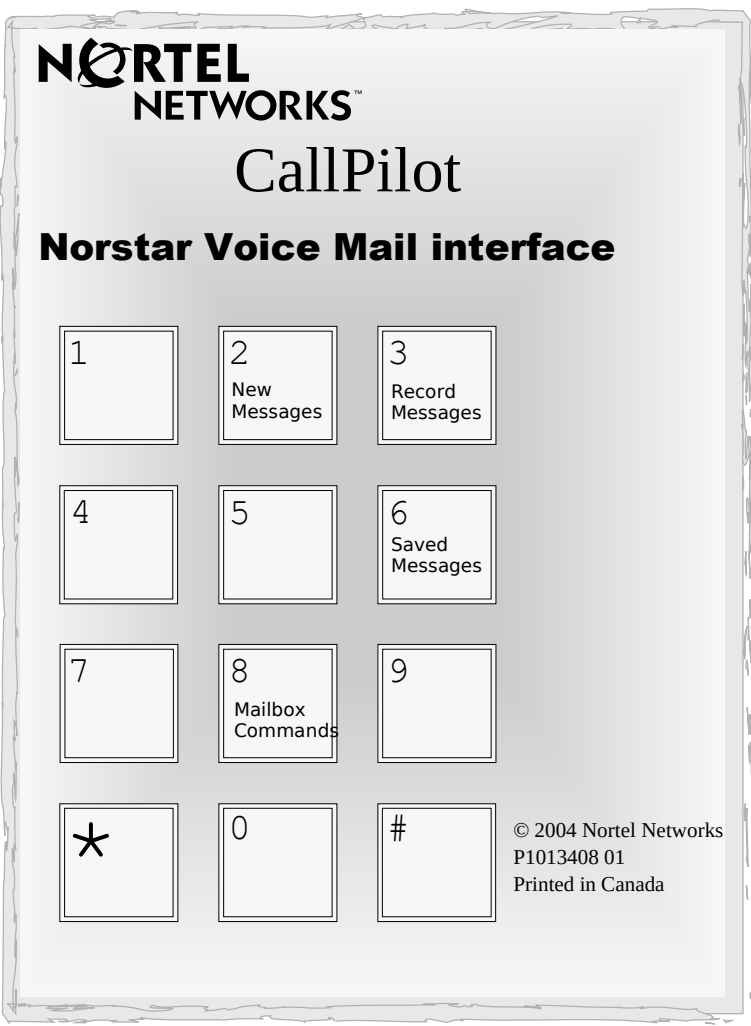 NORTEL
NETWORKS™
CallPilot
Norstar Voice Mail interface
1
2
New
Messages
3
Record
Messages
4
5
6
Saved
Messages
7
8
Mailbox
Commands
9
*
0
#
© 2004 Nortel Networks
P1013408 01
Printed in Canada